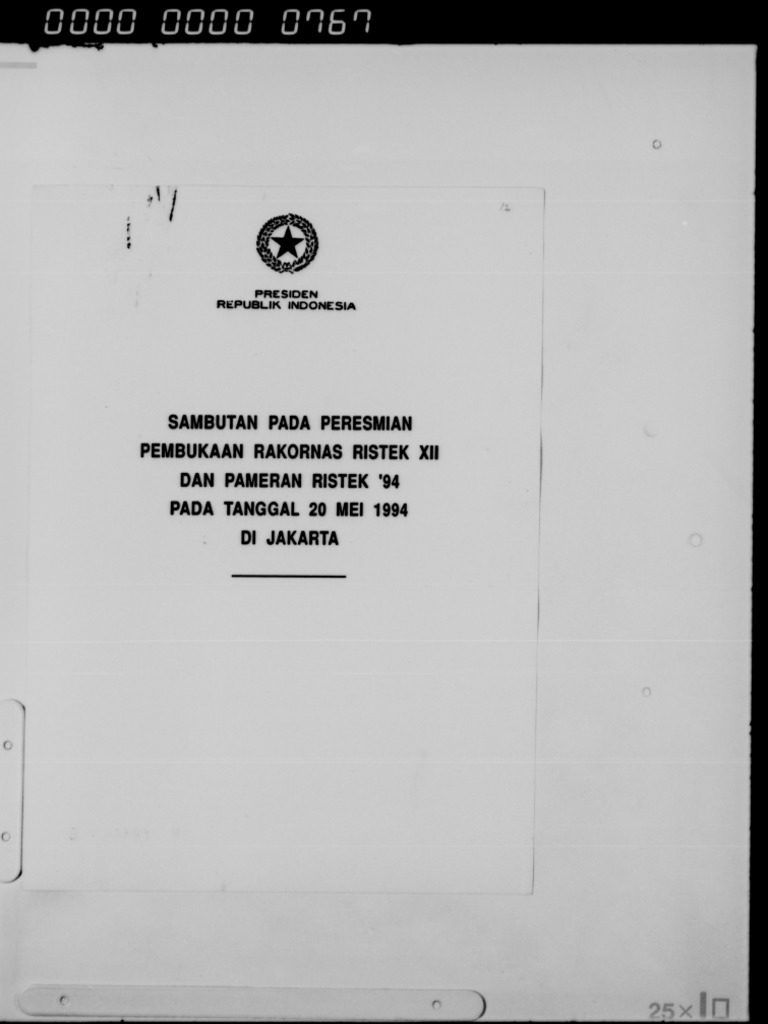 0000 0000 0767
12
PRESIDEN
REPUBLIK INDONESIA
SAMBUTAN PADA PERESMIAN
PEMBUKAAN RAKORNAS RISTEK XII
DAN PAMERAN RISTEK '94
PADA TANGGAL 20 MEI 1994
DI JAKARTA
25×